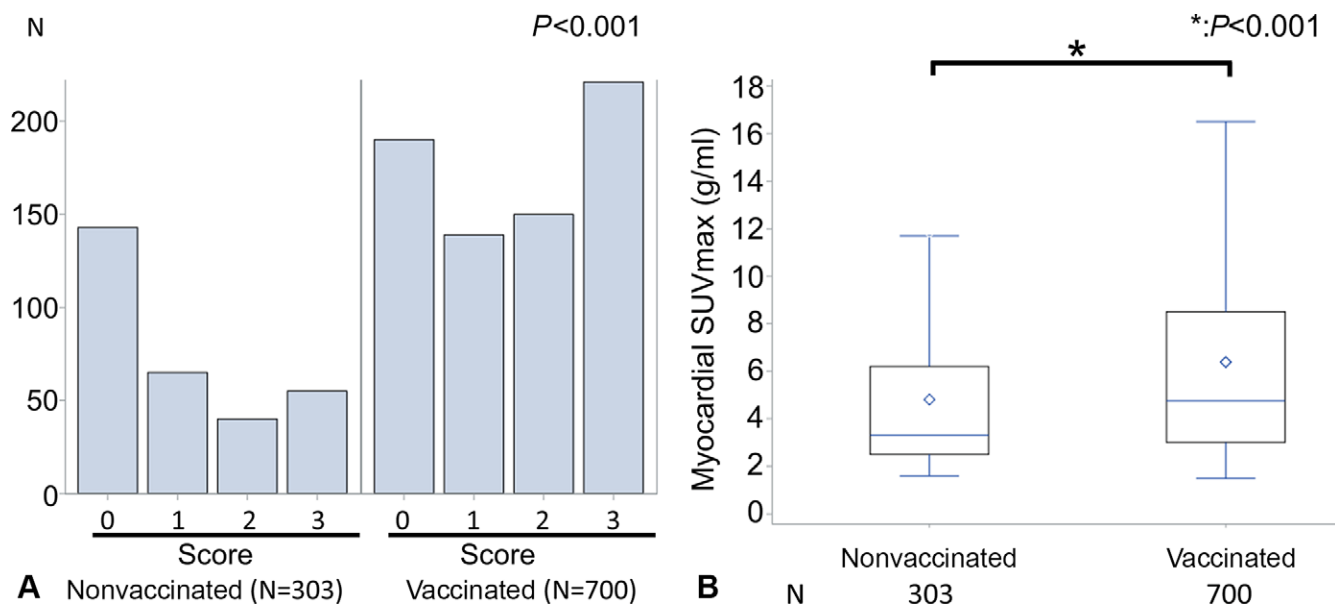 N P<0.001
200
150
100
50
0
0 1 2 3 0 1 2 3
Score Score
A Nonvaccinated (N=303) Vaccinated (N=700)
*:P<0.001
*
Myocardial SUVmax (g/ml)
18
16
14
12
10
8
6
4
2
0
Nonvaccinated Vaccinated
B N 303 700